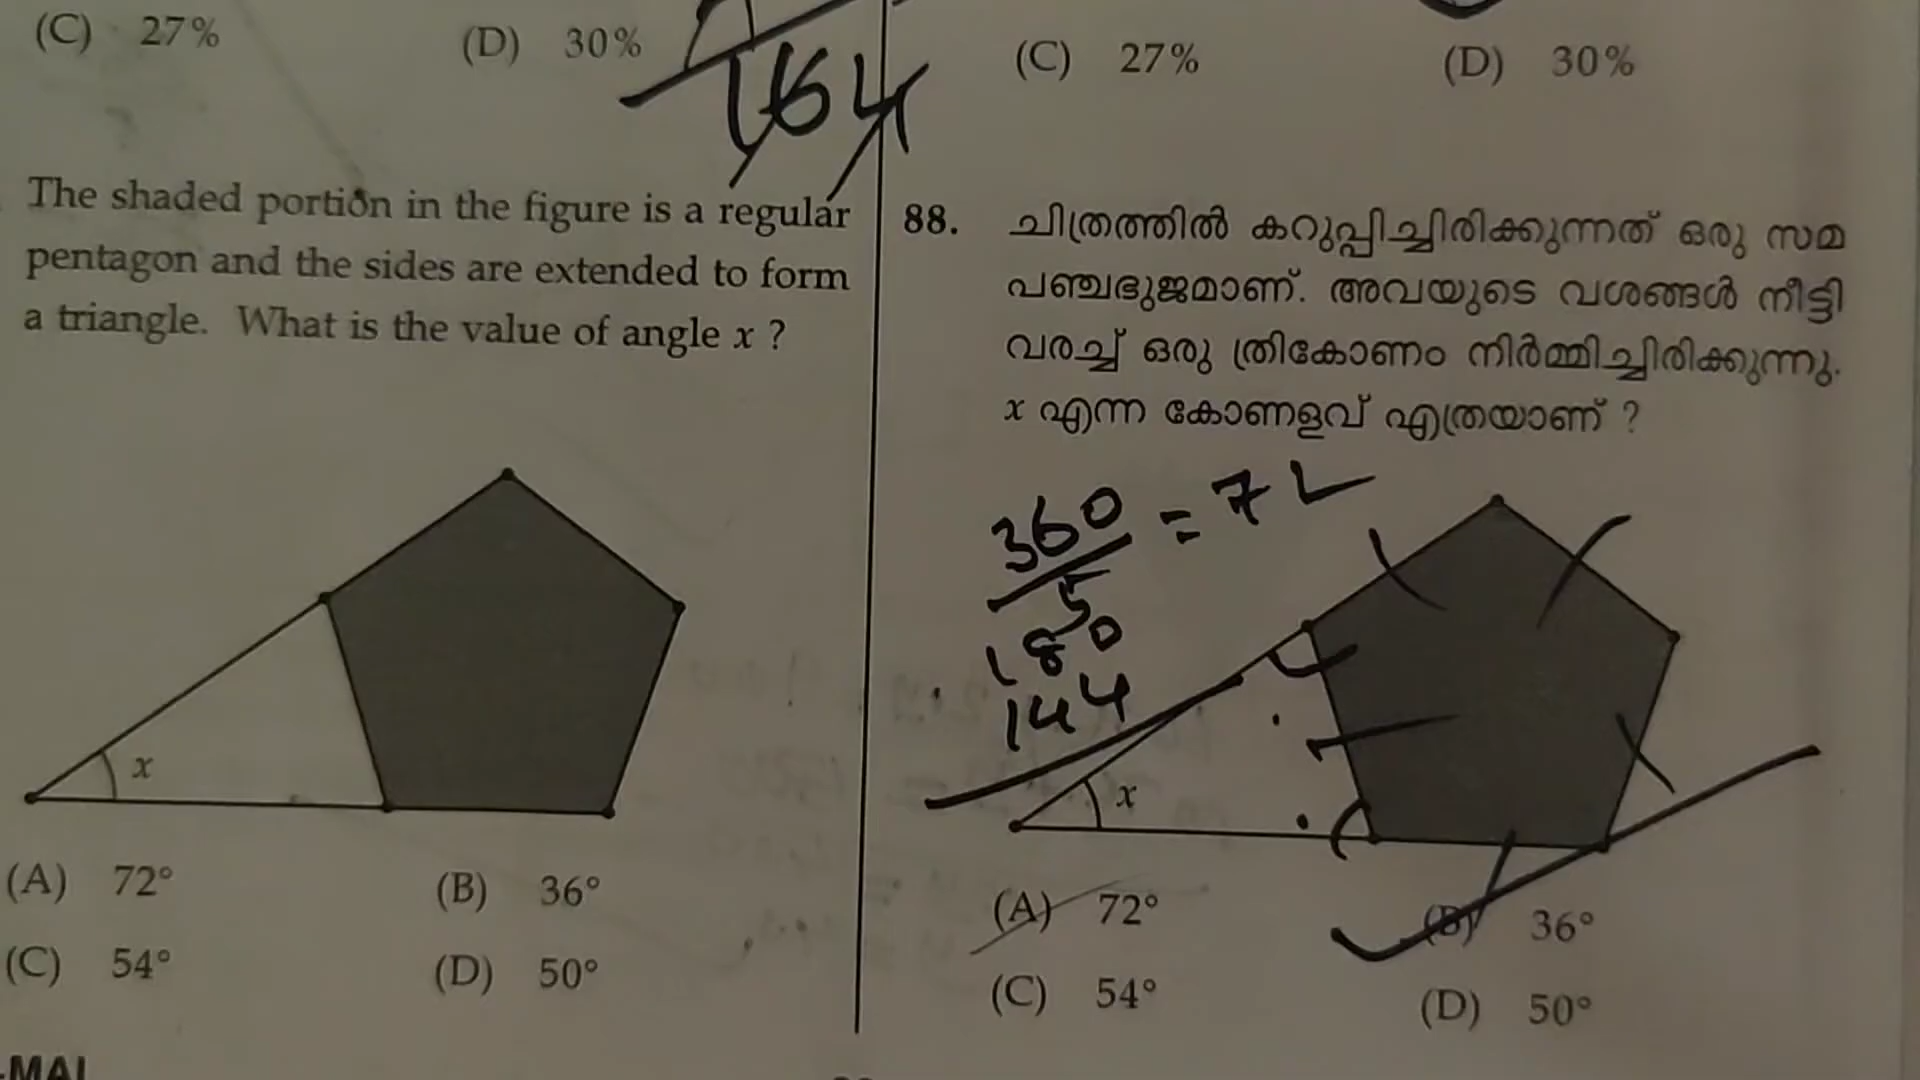 (C) 27% (D) 30%
164
The shaded portion in the figure is a regular
pentagon and the sides are extended to form
a triangle. What is the value of angle x ?
x
(A) 72° (B) 36°
(C) 54° (D) 50°
-MAL
(C) 27% (D) 30%
88. ചിത്രത്തിൽ കറുപ്പിച്ചിരിക്കുന്നത് ഒരു സമ
പഞ്ചഭുജമാണ്. അവയുടെ വശങ്ങൾ നീട്ടി
വരച്ച് ഒരു ത്രികോണം നിർമ്മിച്ചിരിക്കുന്നു.
x എന്ന കോണളവ് എത്രയാണ് ?
360 = 72
5
180
144
x
(A) 72° (B) 36°
(C) 54° (D) 50°